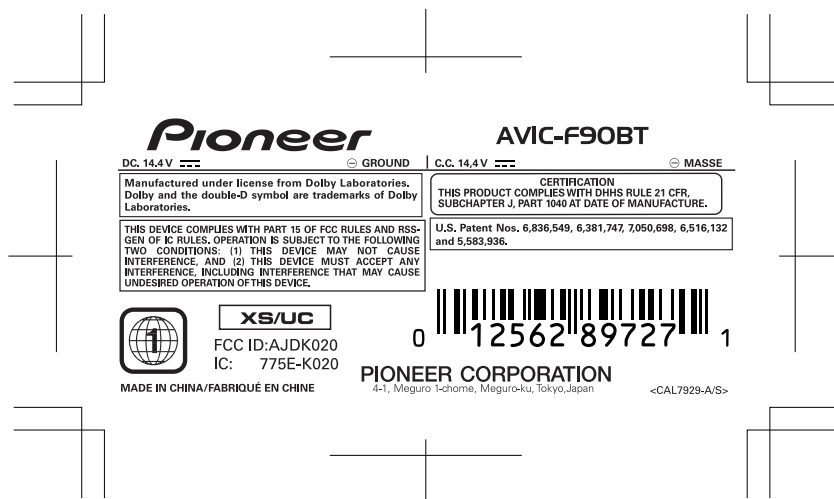 Pioneer
AVIC-F90BT
DC. 14.4 V ⊖ GROUND
C.C. 14,4 V ⊖ MASSE
Manufactured under license from Dolby Laboratories.
Dolby and the double-D symbol are trademarks of Dolby
Laboratories.
CERTIFICATION
THIS PRODUCT COMPLIES WITH DHHS RULE 21 CFR,
SUBCHAPTER J, PART 1040 AT DATE OF MANUFACTURE.
THIS DEVICE COMPLIES WITH PART 15 OF FCC RULES AND RSS-
GEN OF IC RULES. OPERATION IS SUBJECT TO THE FOLLOWING
TWO CONDITIONS: (1) THIS DEVICE MAY NOT CAUSE
INTERFERENCE, AND (2) THIS DEVICE MUST ACCEPT ANY
INTERFERENCE, INCLUDING INTERFERENCE THAT MAY CAUSE
UNDESIRED OPERATION OF THIS DEVICE.
U.S. Patent Nos. 6,836,549, 6,381,747, 7,050,698, 6,516,132
and 5,583,936.
1
XS/UC
FCC ID:AJDK020
IC: 775E-K020
0 12562 89727 1
MADE IN CHINA/FABRIQUÉ EN CHINE
PIONEER CORPORATION
4-1, Meguro 1-chome, Meguro-ku, Tokyo,Japan
<CAL7929-A/S>